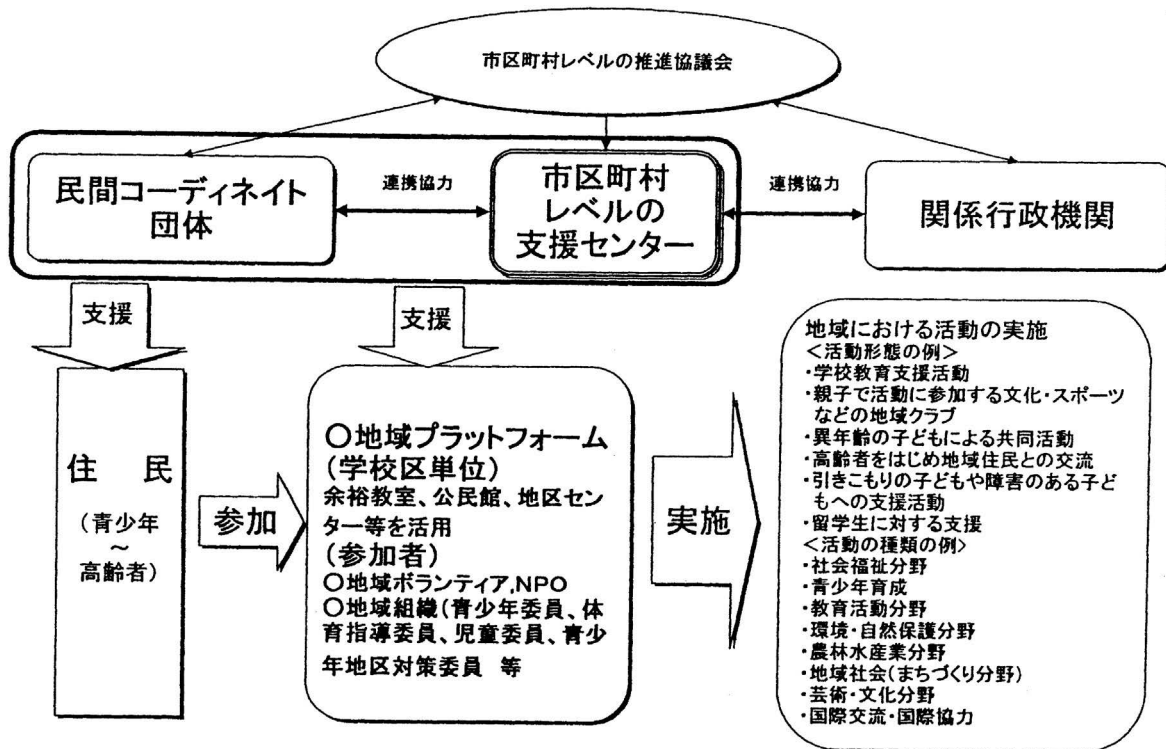 市区町村レベルの推進協議会
民間コーディネイト
団体
連携協力
市区町村
レベルの
支援センター
連携協力
関係行政機関
支援
支援
住　民
(青少年
～
高齢者)
参加
〇地域プラットフォーム
(学校区単位)
余裕教室、公民館、地区セン
ター等を活用
(参加者)
〇地域ボランティア,NPO
〇地域組織(青少年委員、体
育指導委員、児童委員、青少
年地区対策委員　等
実施
地域における活動の実施
<活動形態の例>
・学校教育支援活動
・親子で活動に参加する文化・スポーツ
などの地域クラブ
・異年齢の子どもによる共同活動
・高齢者をはじめ地域住民との交流
・引きこもりの子どもや障害のある子ど
もへの支援活動
・留学生に対する支援
<活動の種類の例>
・社会福祉分野
・青少年育成
・教育活動分野
・環境・自然保護分野
・農林水産業分野
・地域社会(まちづくり分野)
・芸術・文化分野
・国際交流・国際協力